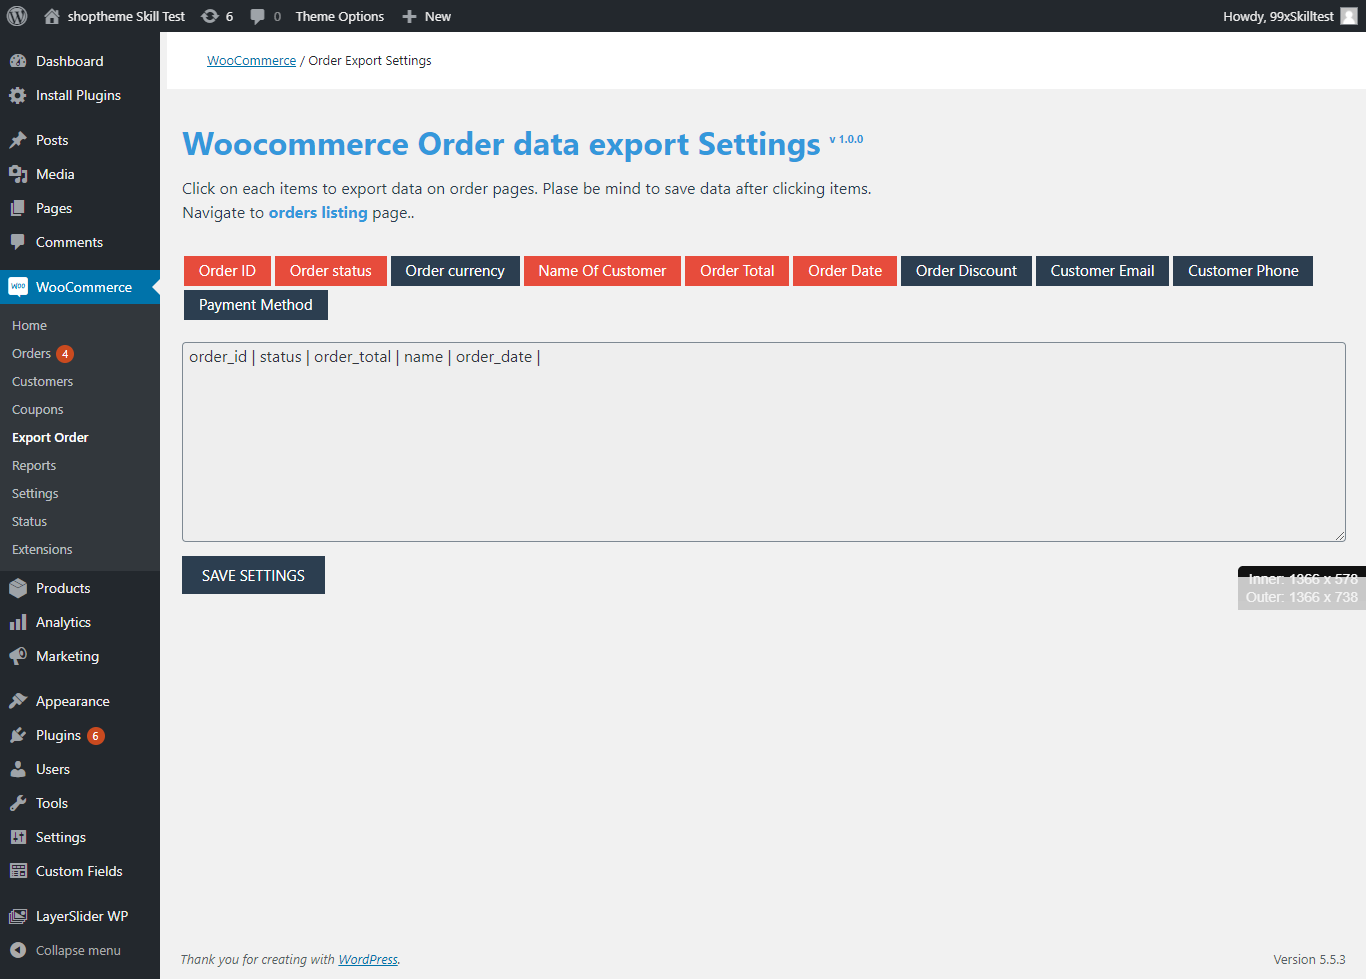 shoptheme Skill Test 6 0 Theme Options New Howdy, 99xSkilltest
Dashboard
Install Plugins
Posts
Media
Pages
Comments
WooCommerce
Home
Orders 4
Customers
Coupons
Export Order
Reports
Settings
Status
Extensions
Products
Analytics
Marketing
Appearance
Plugins 6
Users
Tools
Settings
Custom Fields
LayerSlider WP
Collapse menu
WooCommerce / Order Export Settings
Woocommerce Order data export Settings v 1.0.0
Click on each items to export data on order pages. Plase be mind to save data after clicking items.
Navigate to orders listing page..
Order ID Order status Order currency Name Of Customer Order Total Order Date Order Discount Customer Email Customer Phone
Payment Method
order_id | status | order_total | name | order_date |
SAVE SETTINGS
Inner: 1366 x 578
Outer: 1366 x 738
Thank you for creating with WordPress. Version 5.5.3